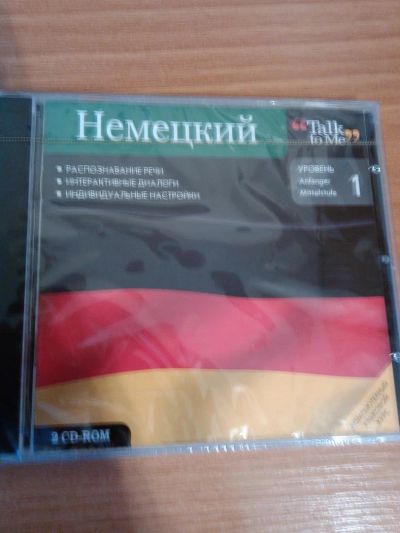 Немецкий
“Talk
to Me”
РАСПОЗНАВАНИЕ РЕЧИ
ИНТЕРАКТИВНЫЕ ДИАЛОГИ
ИНДИВИДУАЛЬНЫЕ НАСТРОЙКИ
УРОВЕНЬ
Anfänger
Mittelstufe
1
2 CD-ROM